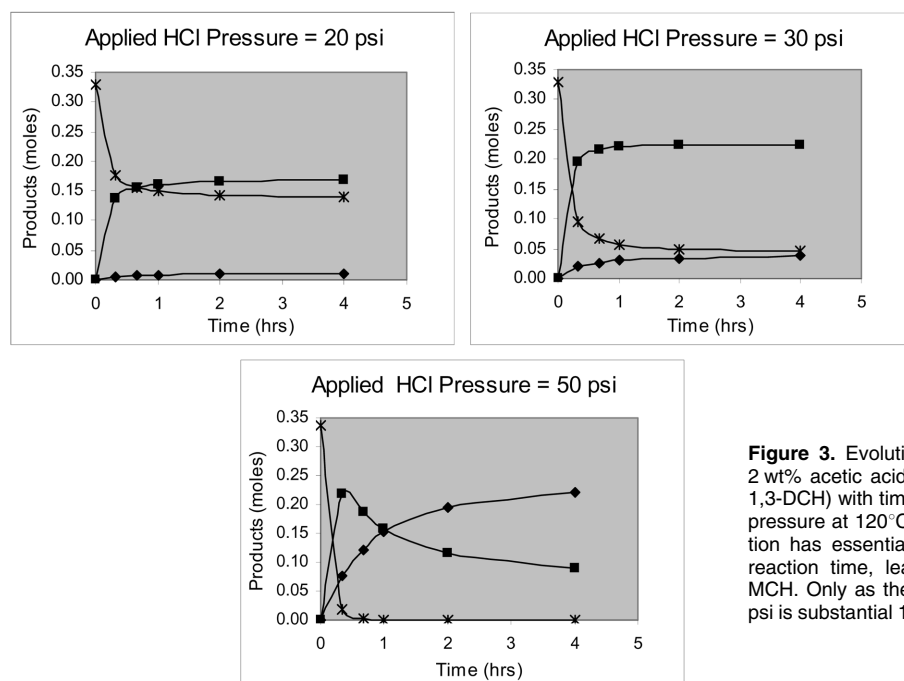 Applied HCl Pressure = 20 psi
0.35
0.30
0.25
0.20
0.15
0.10
0.05
0.00
Products (moles)
0 1 2 3 4 5
Time (hrs)
Applied HCl Pressure = 30 psi
0.35
0.30
0.25
0.20
0.15
0.10
0.05
0.00
Products (moles)
0 1 2 3 4 5
Time (hrs)
Applied HCl Pressure = 50 psi
0.35
0.30
0.25
0.20
0.15
0.10
0.05
0.00
Products (moles)
0 1 2 3 4 5
Time (hrs)
Figure 3. Evoluti
2 wt% acetic acid
1,3-DCH) with tim
pressure at 120°C
tion has essentia
reaction time, lea
MCH. Only as the
psi is substantial 1